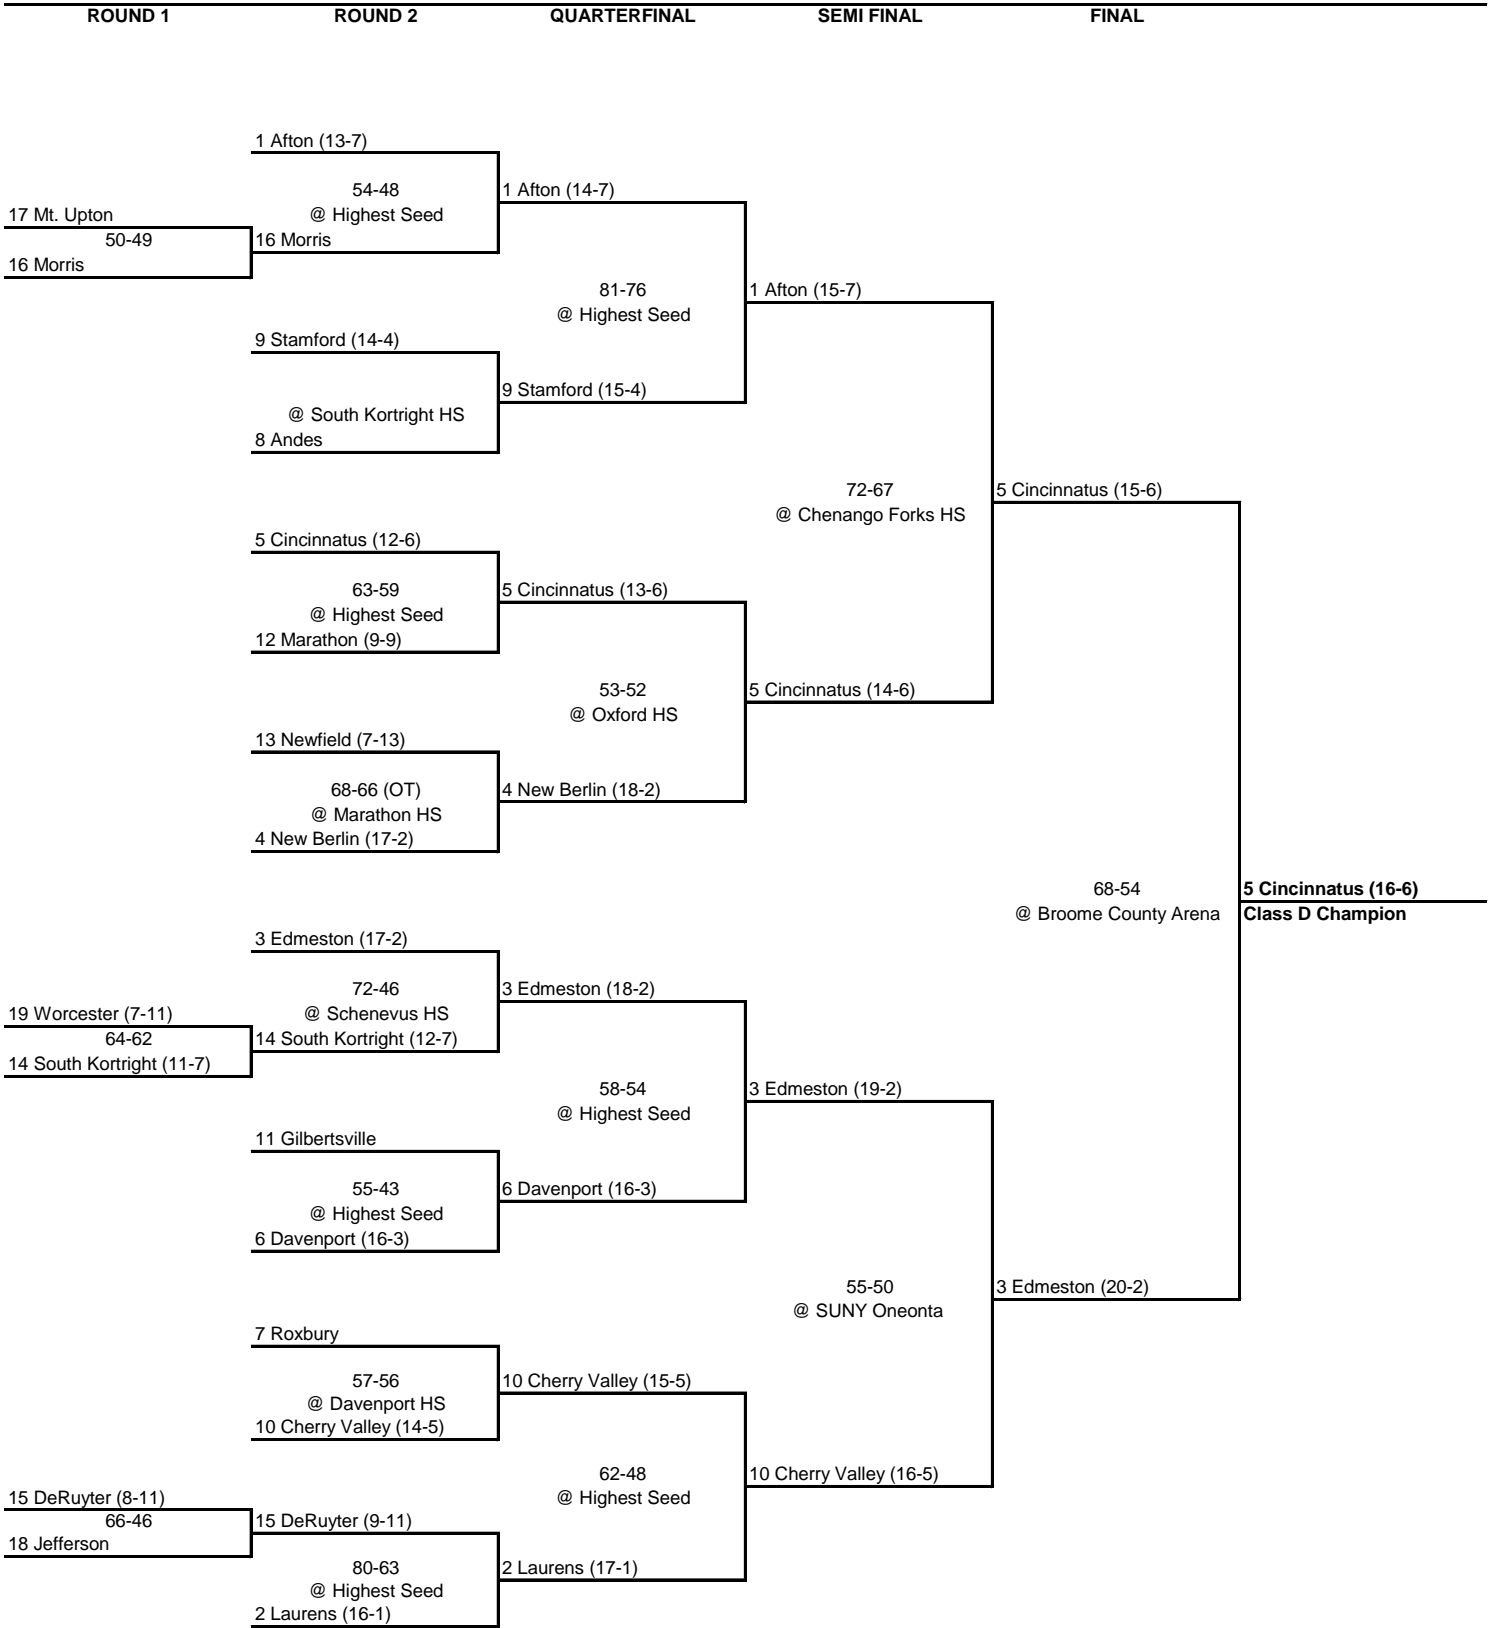 ROUND 1 ROUND 2 QUARTERFINAL SEMI FINAL FINAL
1 Afton (13-7)
54-48 1 Afton (14-7)
17 Mt. Upton @ Highest Seed
50-49 16 Morris
16 Morris
81-76 1 Afton (15-7)
@ Highest Seed
9 Stamford (14-4)
9 Stamford (15-4)
@ South Kortright HS
8 Andes
72-67 5 Cincinnatus (15-6)
@ Chenango Forks HS
5 Cincinnatus (12-6)
63-59 5 Cincinnatus (13-6)
@ Highest Seed
12 Marathon (9-9)
53-52 5 Cincinnatus (14-6)
@ Oxford HS
13 Newfield (7-13)
68-66 (OT) 4 New Berlin (18-2)
@ Marathon HS
4 New Berlin (17-2)
68-54 5 Cincinnatus (16-6)
@ Broome County Arena Class D Champion
3 Edmeston (17-2)
72-46 3 Edmeston (18-2)
19 Worcester (7-11) @ Schenevus HS
64-62 14 South Kortright (12-7)
14 South Kortright (11-7)
58-54 3 Edmeston (19-2)
@ Highest Seed
11 Gilbertsville
55-43 6 Davenport (16-3)
@ Highest Seed
6 Davenport (16-3)
55-50 3 Edmeston (20-2)
@ SUNY Oneonta
7 Roxbury
57-56 10 Cherry Valley (15-5)
@ Davenport HS
10 Cherry Valley (14-5)
62-48 10 Cherry Valley (16-5)
15 DeRuyter (8-11) @ Highest Seed
66-46 15 DeRuyter (9-11)
18 Jefferson
80-63 2 Laurens (17-1)
@ Highest Seed
2 Laurens (16-1)